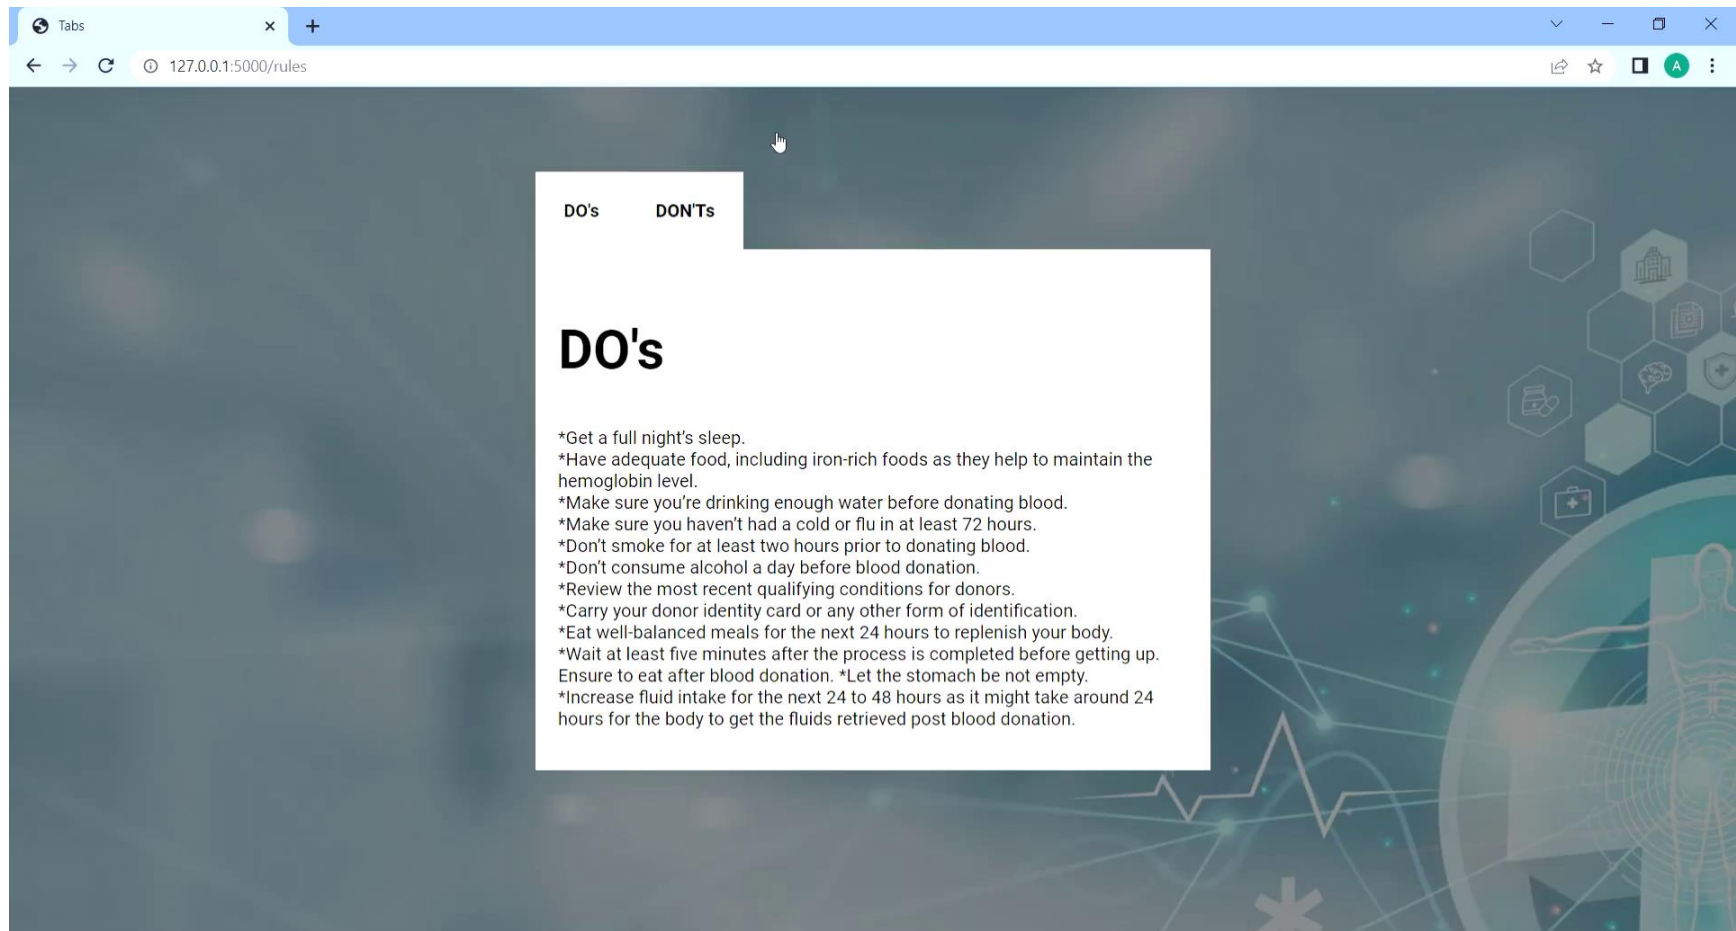 Tabs
127.0.0.1:5000/rules
A
DO's DON'Ts
DO's
*Get a full night’s sleep.
*Have adequate food, including iron-rich foods as they help to maintain the
hemoglobin level.
*Make sure you’re drinking enough water before donating blood.
*Make sure you haven’t had a cold or flu in at least 72 hours.
*Don’t smoke for at least two hours prior to donating blood.
*Don’t consume alcohol a day before blood donation.
*Review the most recent qualifying conditions for donors.
*Carry your donor identity card or any other form of identification.
*Eat well-balanced meals for the next 24 hours to replenish your body.
*Wait at least five minutes after the process is completed before getting up.
Ensure to eat after blood donation. *Let the stomach be not empty.
*Increase fluid intake for the next 24 to 48 hours as it might take around 24
hours for the body to get the fluids retrieved post blood donation.